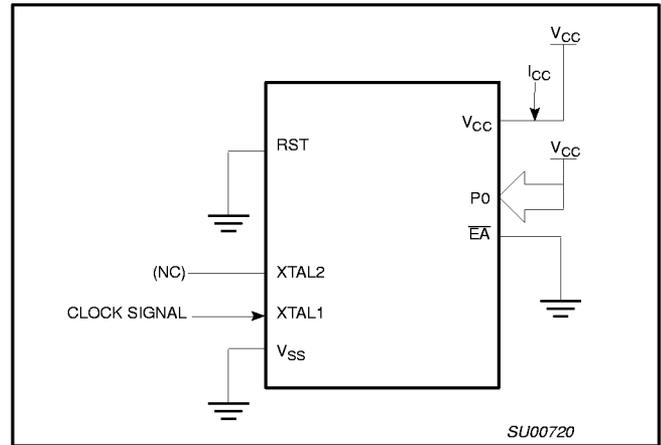 VCC
ICC
VCC
RST
VCC
P0
EA
(NC)
XTAL2
CLOCK SIGNAL
XTAL1
VSS
SU00720